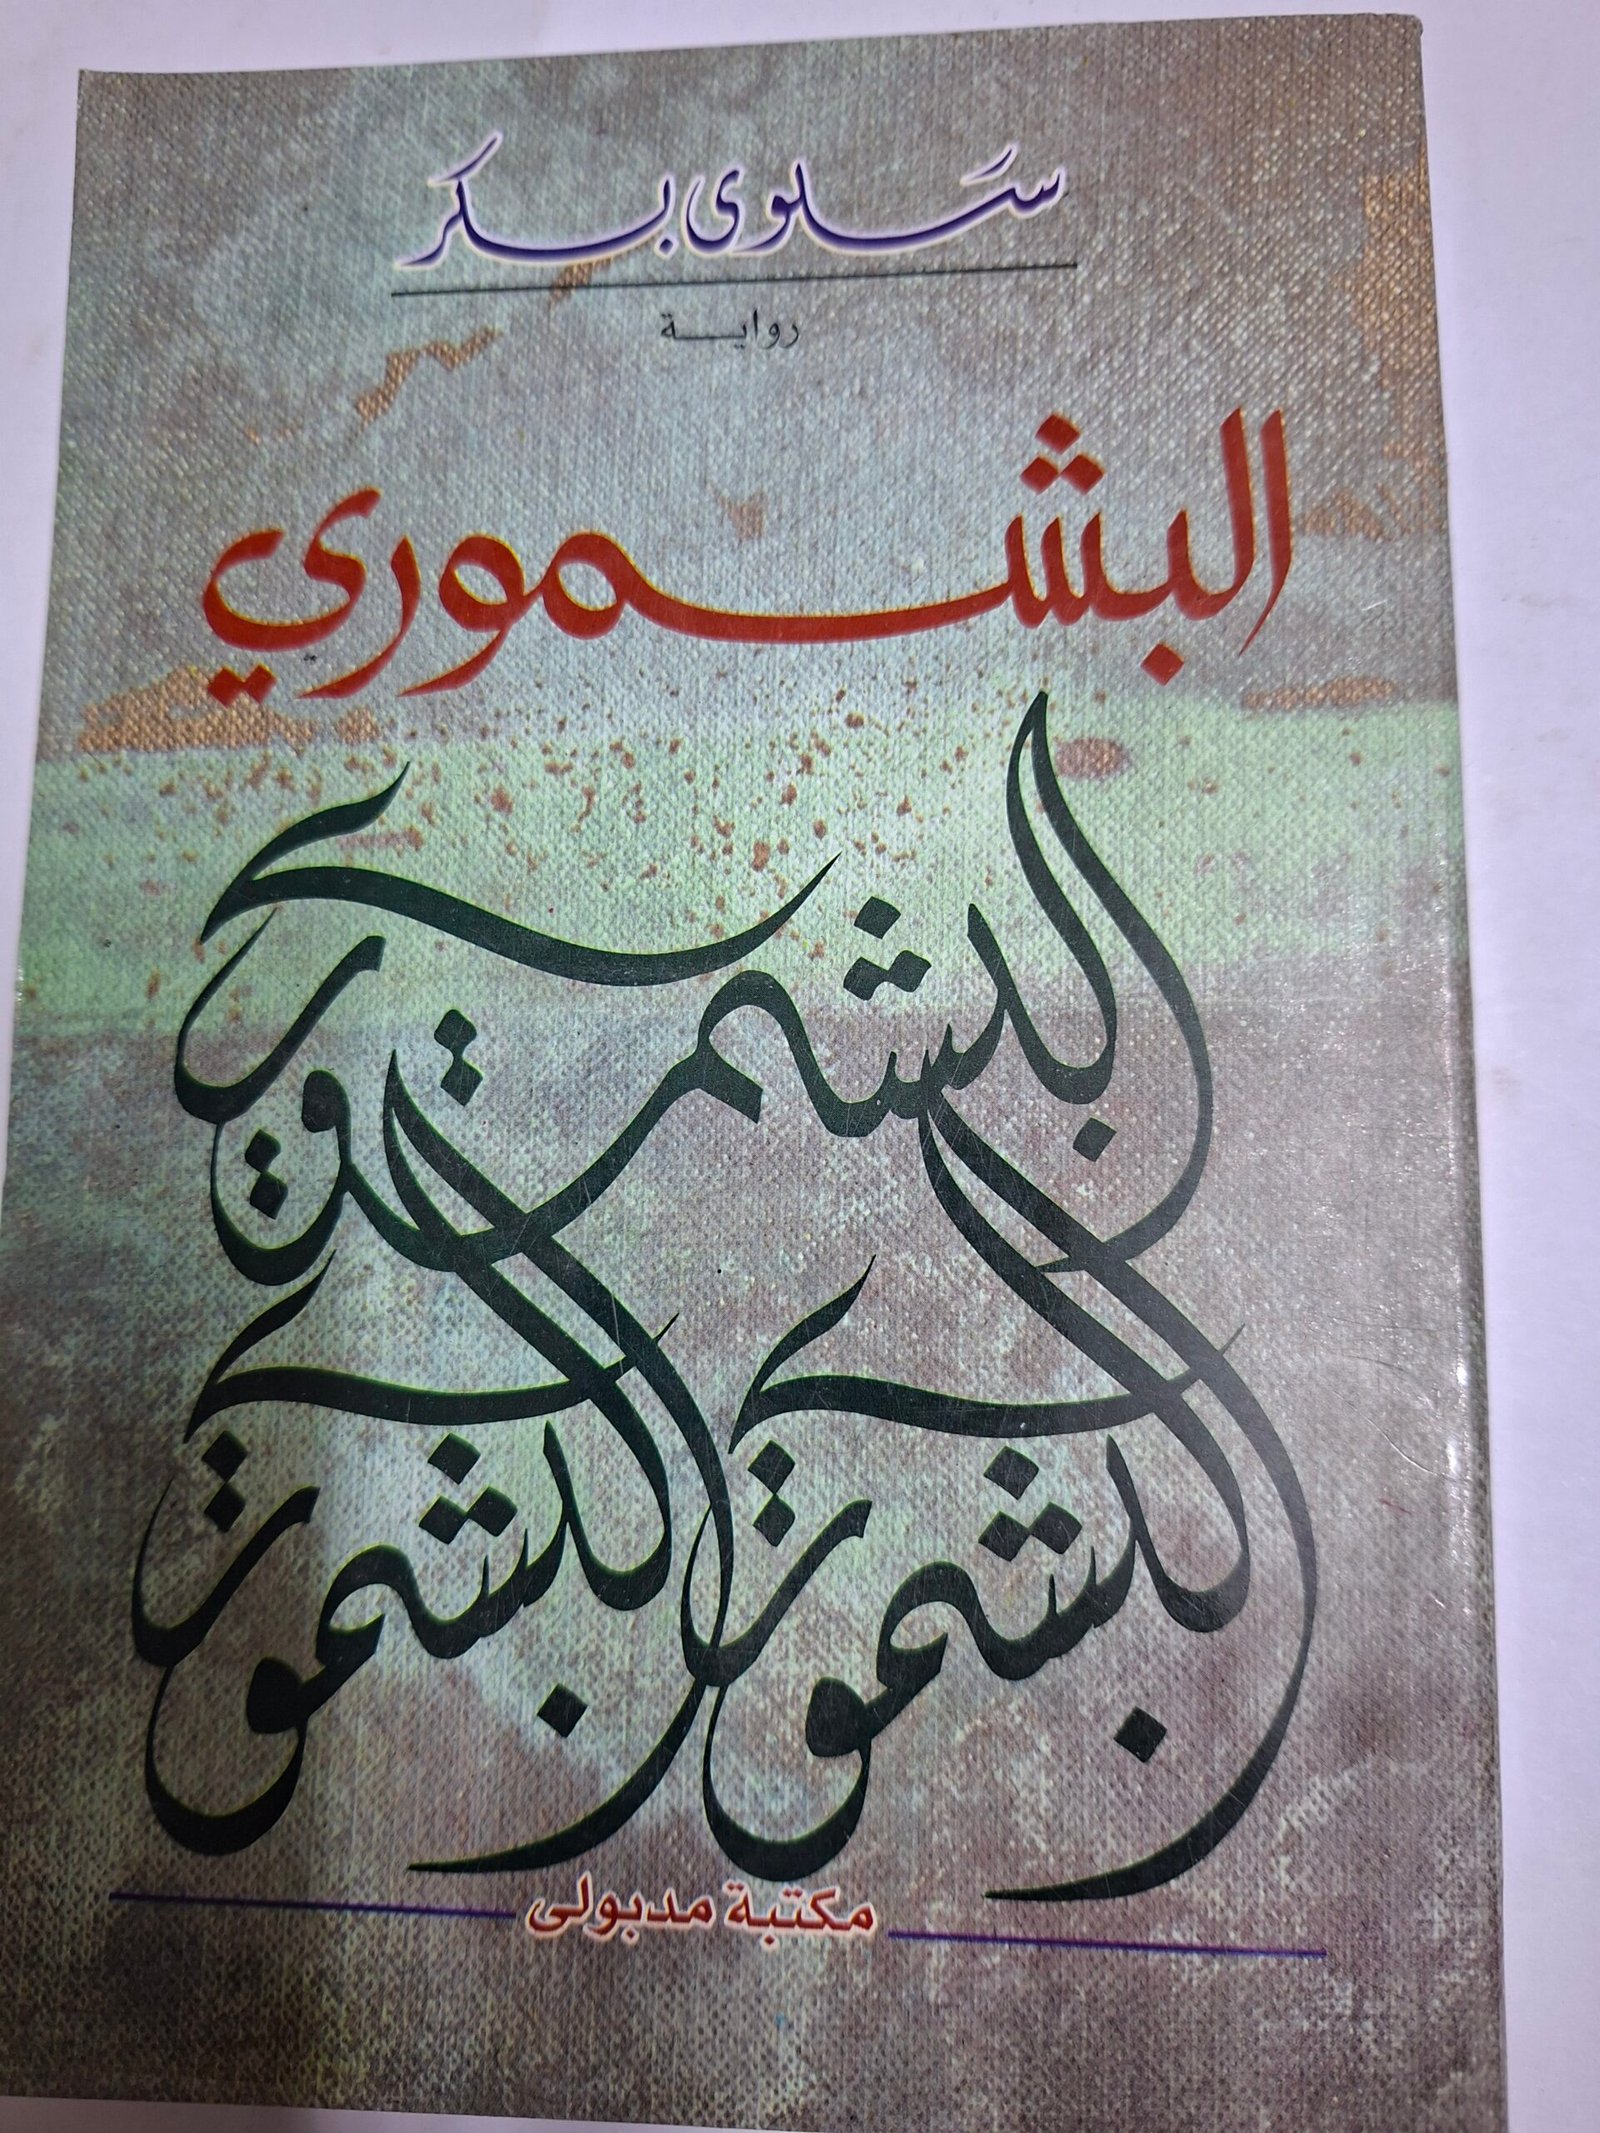 سلوى بكر
رواية
البشموري
البشموري
البشموري البشموري
مكتبة مدبولى